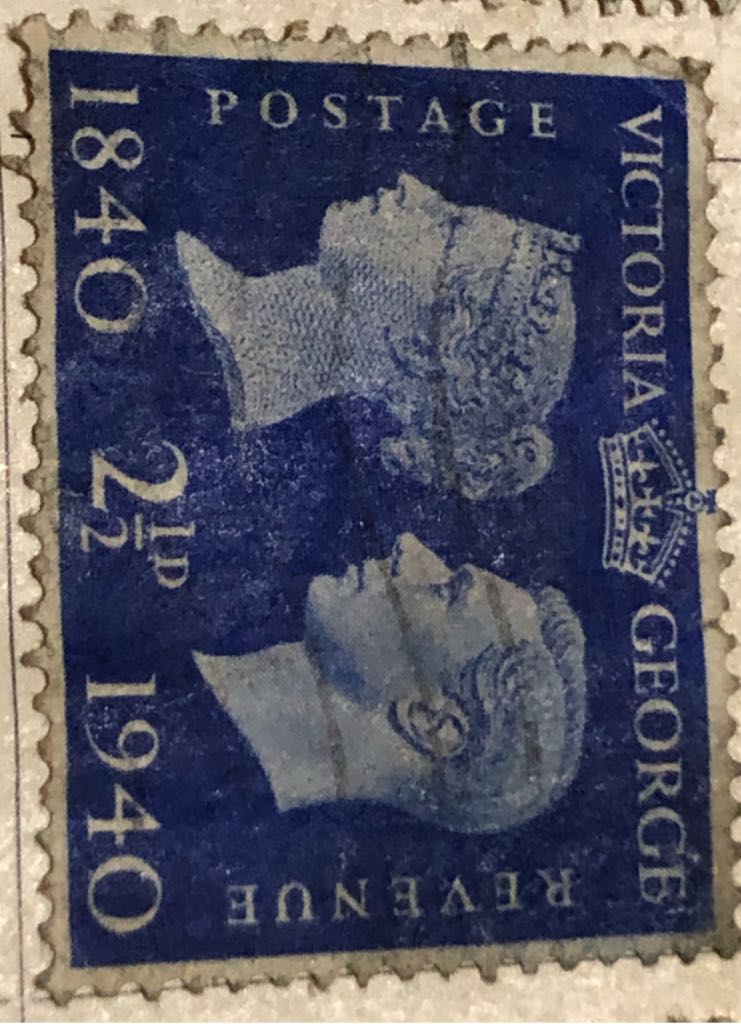 VICTORIA GEORGE
POSTAGE
REVENUE
1840 2½D 1940